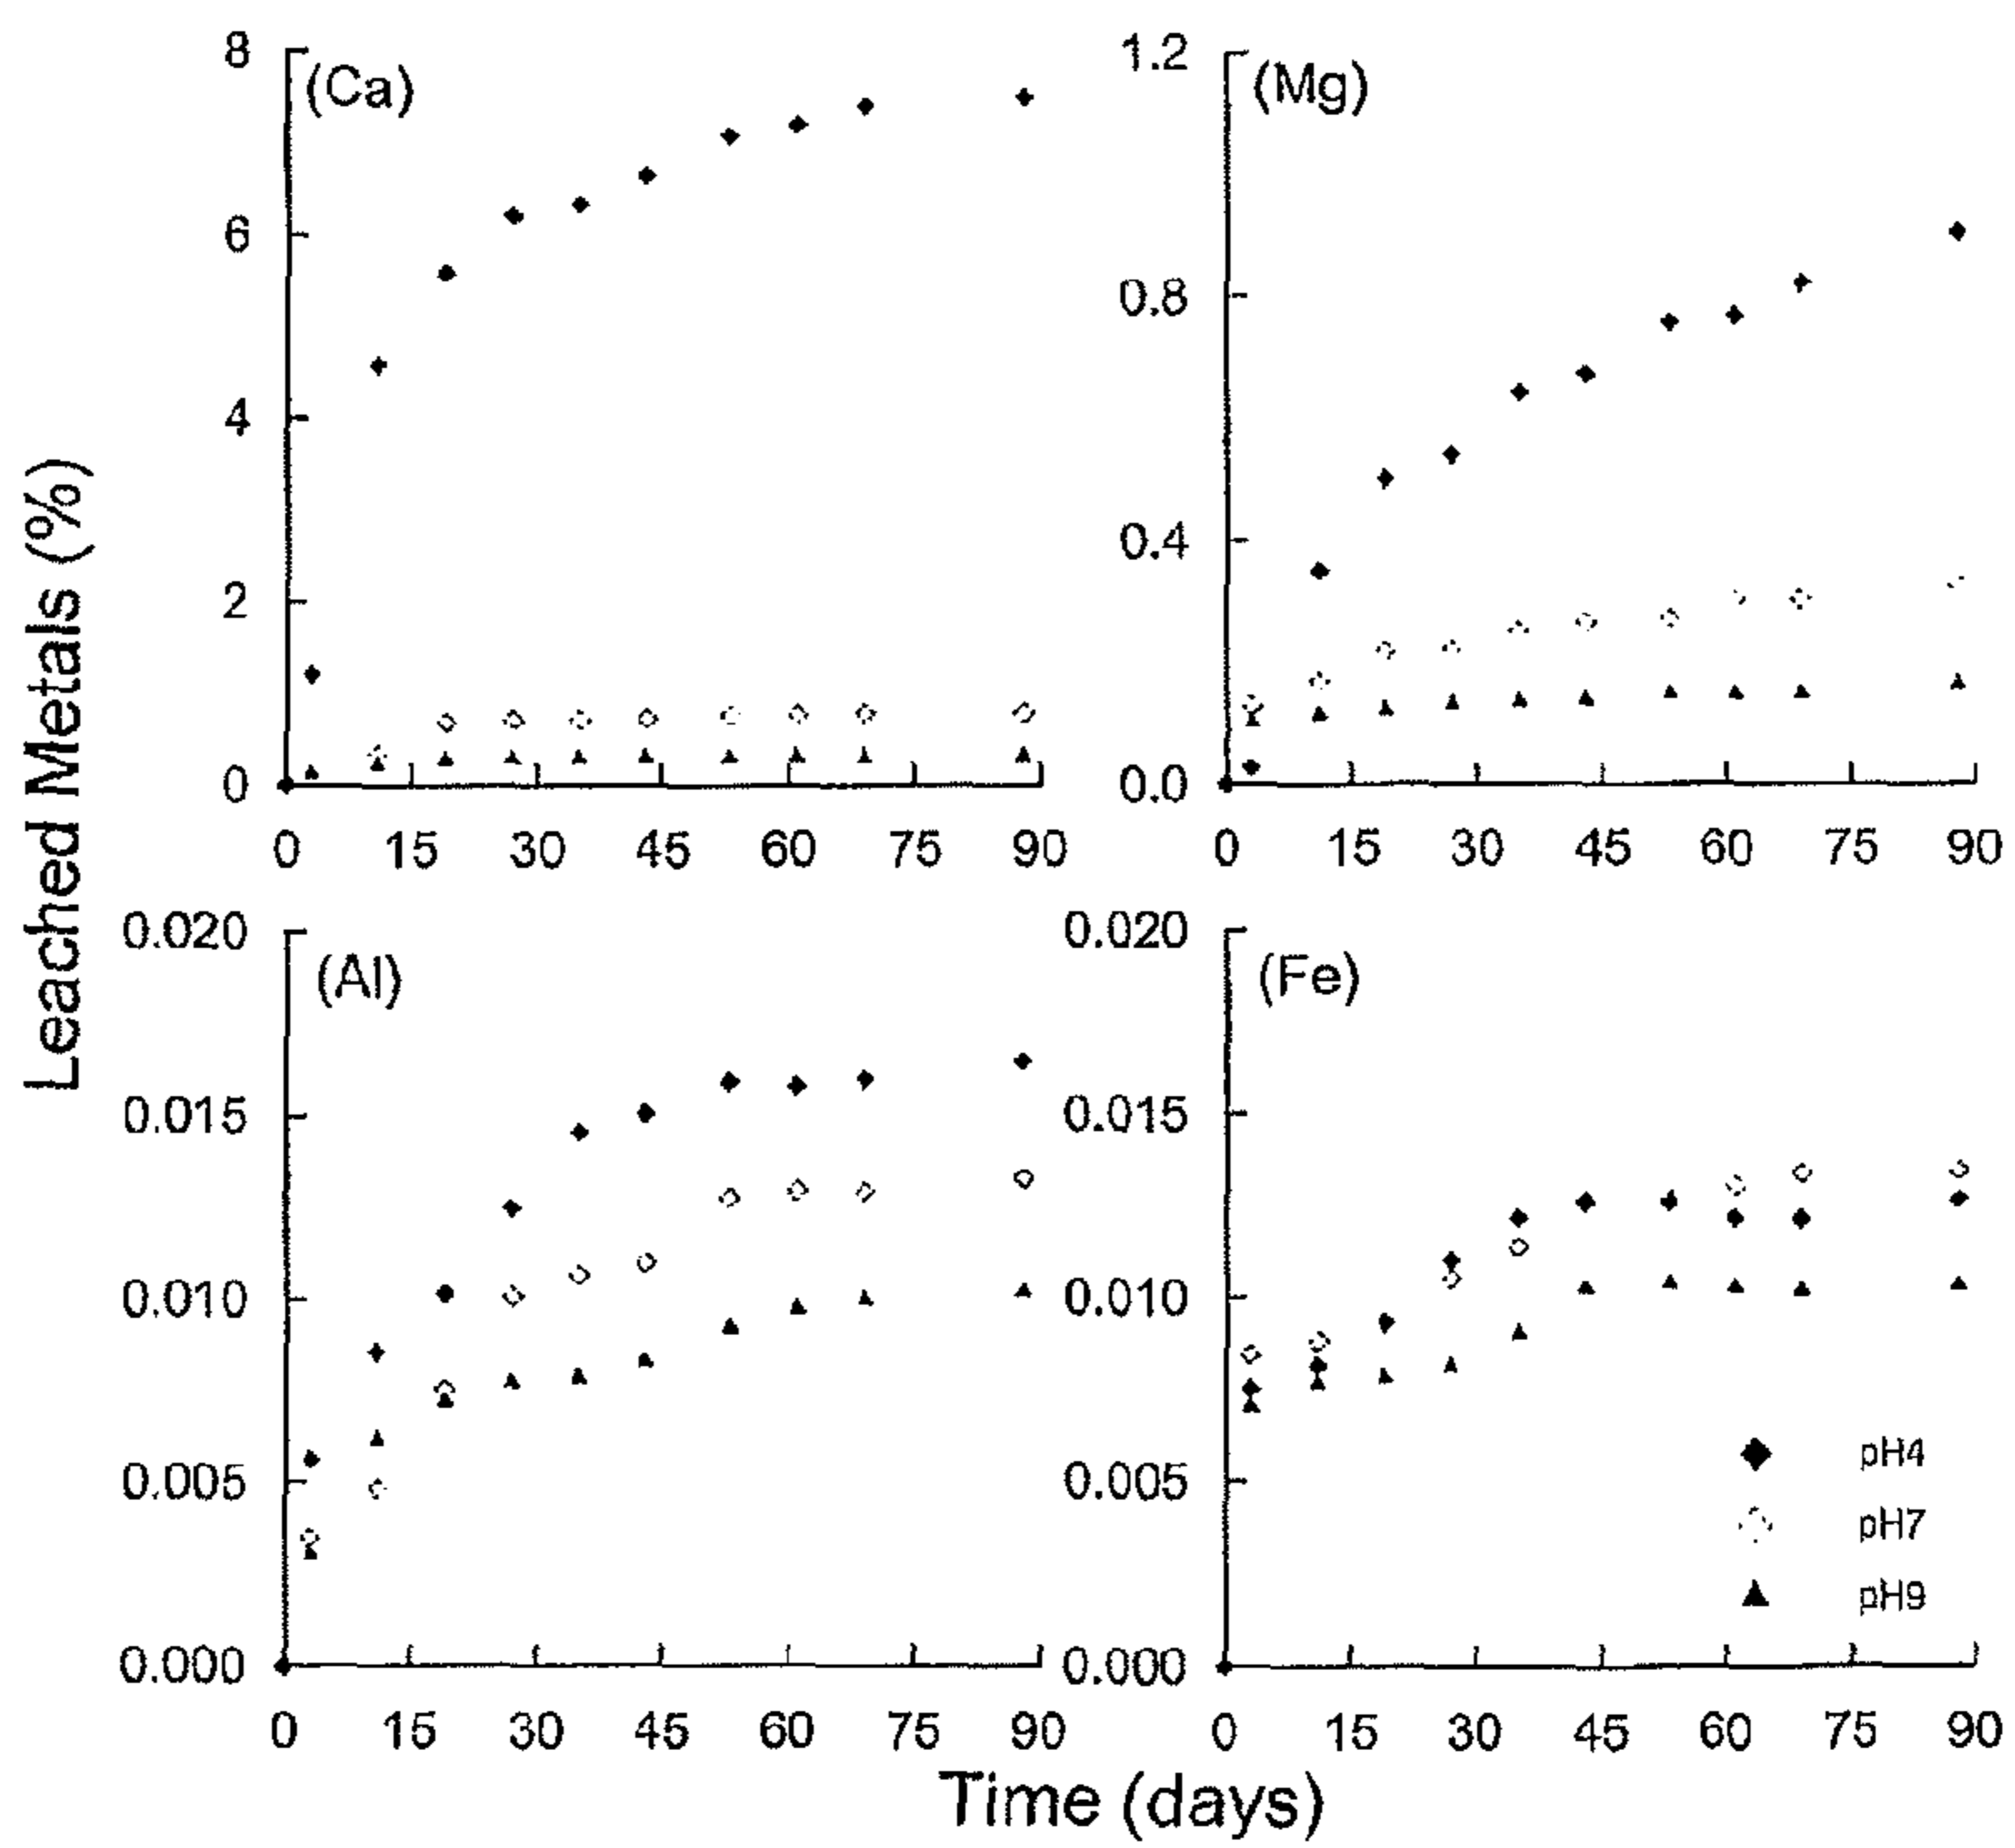 Leached Metals (%)
(Ca)
8
6
4
2
0
0 15 30 45 60 75 90
(Mg)
1.2
0.8
0.4
0.0
0 15 30 45 60 75 90
(Al)
0.020
0.015
0.010
0.005
0.000
0 15 30 45 60 75 90
(Fe)
0.020
0.015
0.010
0.005
0.000
pH4
pH7
pH9
0 15 30 45 60 75 90
Time (days)